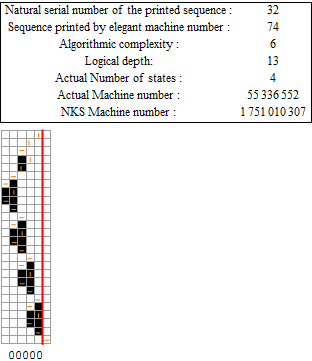 Natural serial number of the printed sequence : 32
Sequence printed by elegant machine number : 74
Algorithmic complexity : 6
Logical depth: 13
Actual Number of states : 4
Actual Machine number : 55 336 552
NKS Machine number : 1 751 010 307
00000